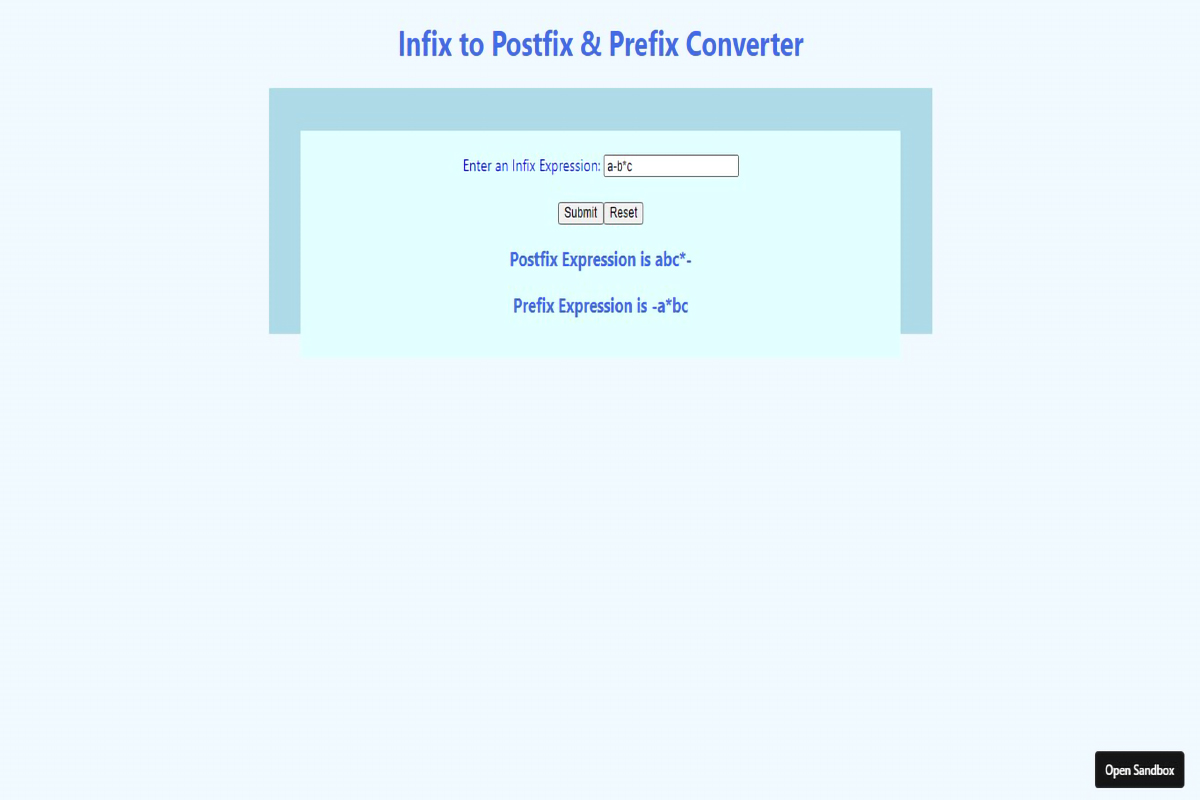 Infix to Postfix & Prefix Converter
Enter an Infix Expression: a-b*c
Submit Reset
Postfix Expression is abc*-
Prefix Expression is -a*bc
Open Sandbox